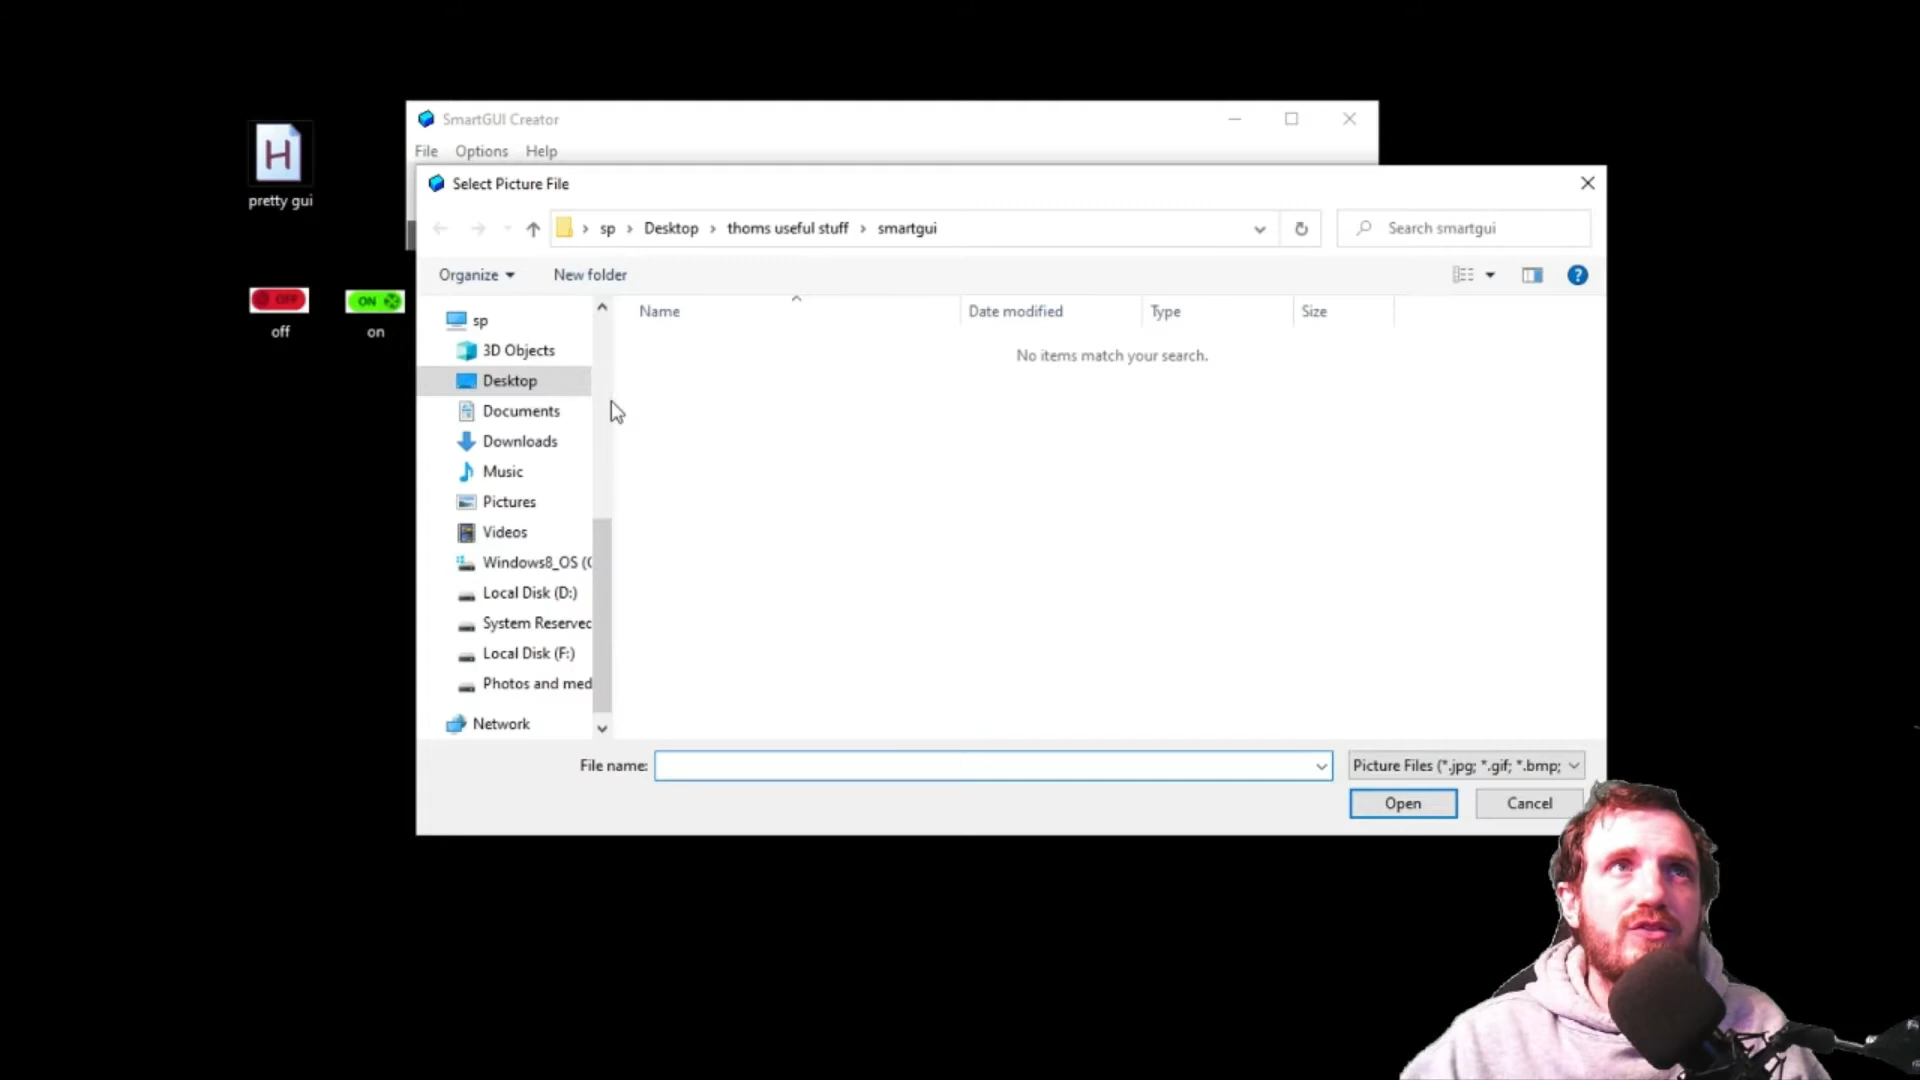 SmartGUI Creator
File Options Help
pretty gui
OFF
off
ON
on
Select Picture File
sp Desktop thoms useful stuff smartgui
Search smartgui
Organize New folder
sp
3D Objects
Desktop
Documents
Downloads
Music
Pictures
Videos
Windows8_OS (
Local Disk (D:)
System Reserved
Local Disk (F:)
Photos and med
Network
Name Date modified Type Size
No items match your search.
File name:
Picture Files (*.jpg; *.gif; *.bmp;
Open Cancel